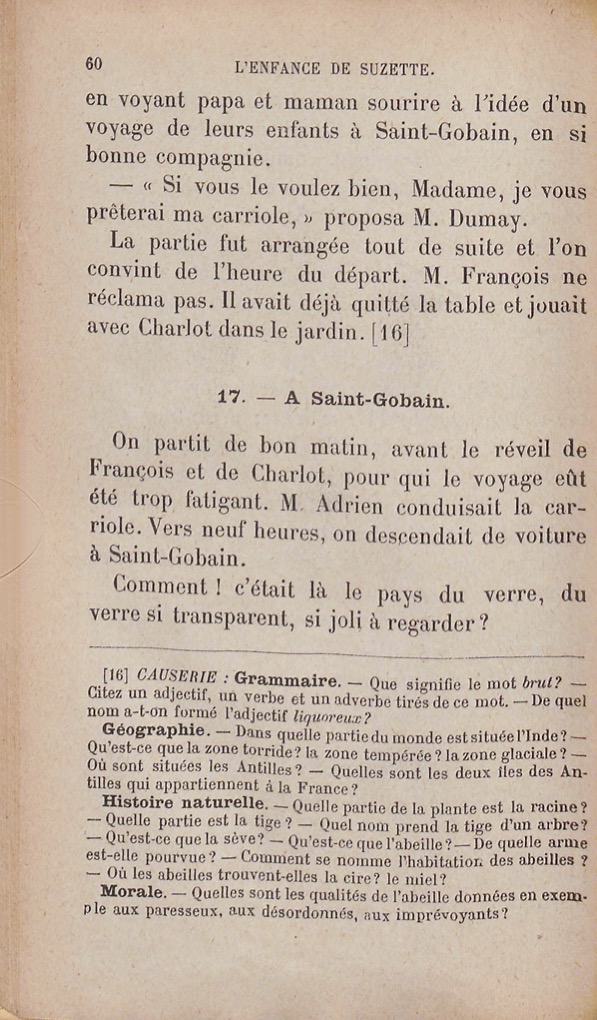 60
L'ENFANCE DE SUZETTE.
en voyant papa et maman sourire à l'idée d'un
voyage de leurs enfants à Saint-Gobain, en si
bonne compagnie.
— « Si vous le voulez bien, Madame, je vous
prêterai ma carriole, » proposa M. Dumay.
La partie fut arrangée tout de suite et l'on
convint de l'heure du départ. M. François ne
réclama pas. Il avait déjà quitté la table et jouait
avec Charlot dans le jardin. [16]
17. — A Saint-Gobain.
On partit de bon matin, avant le réveil de
François et de Charlot, pour qui le voyage eût
été trop fatigant. M. Adrien conduisait la car-
riole. Vers neuf heures, on descendait de voiture
à Saint-Gobain.
Comment ! c'était là le pays du verre, du
verre si transparent, si joli à regarder ?
[16] CAUSERIE : Grammaire. — Que signifie le mot brut ? —
Citez un adjectif, un verbe et un adverbe tirés de ce mot. — De quel
nom a-t-on formé l'adjectif liquoreux ?
Géographie. — Dans quelle partie du monde est située l'Inde ? —
Qu'est-ce que la zone torride ? la zone tempérée ? la zone glaciale ? —
Où sont situées les Antilles ? — Quelles sont les deux îles des An-
tilles qui appartiennent à la France ?
Histoire naturelle. — Quelle partie de la plante est la racine ?
— Quelle partie est la tige ? — Quel nom prend la tige d'un arbre ?
— Qu'est-ce que la sève ? — Qu'est-ce que l'abeille ? — De quelle arme
est-elle pourvue ? — Comment se nomme l'habitation des abeilles ?
— Où les abeilles trouvent-elles la cire ? le miel ?
Morale. — Quelles sont les qualités de l'abeille données en exem-
ple aux paresseux, aux désordonnés, aux imprévoyants ?